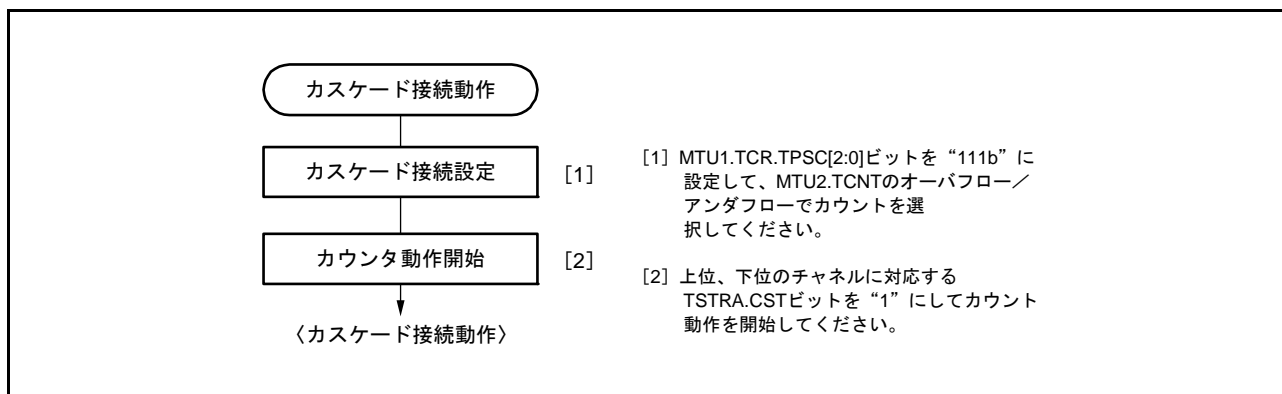 カスケード接続動作
カスケード接続設定
[1]
[1] MTU1.TCR.TPSC[2:0]ビットを“111b”に
設定して、MTU2.TCNTのオーバフロー／
アンダフローでカウントを選
択してください。
カウンタ動作開始
[2]
[2] 上位、下位のチャネルに対応する
TSTRA.CSTビットを“1”にしてカウント
動作を開始してください。
〈カスケード接続動作〉